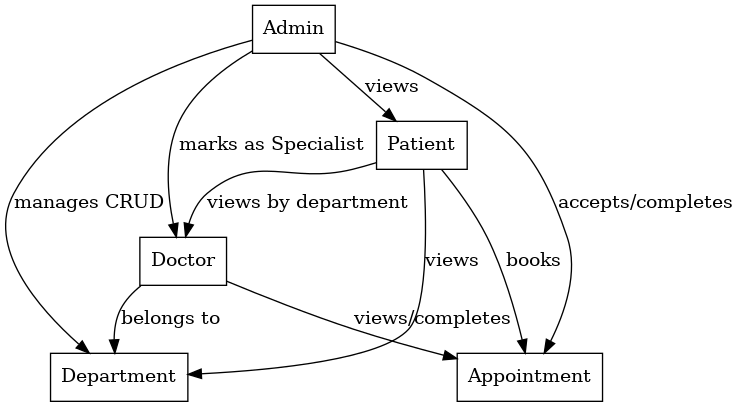 Admin
views
Patient
marks as Specialist
manages CRUD
views by department
accepts/completes
Doctor
views
books
belongs to
views/completes
Department
Appointment